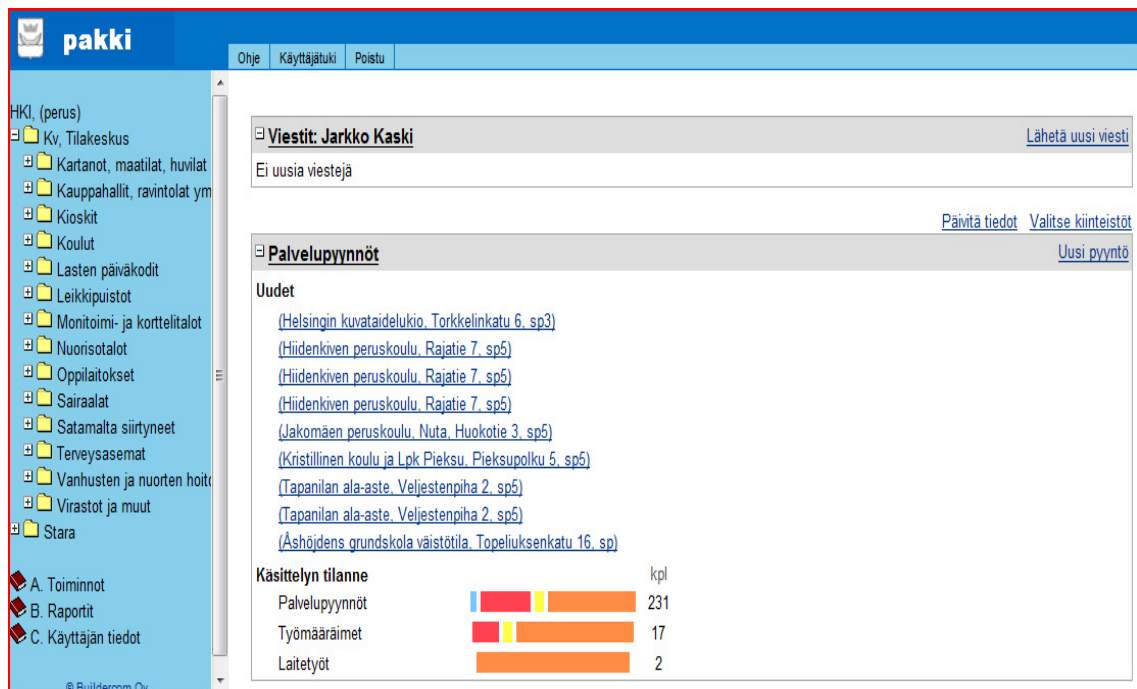 pakki
Ohje Käyttäjätuki Poistu
HKI, (perus)
Kv, Tilakeskus
Kartanot, maatilat, huvilat
Kauppahallit, ravintolat ym
Kioskit
Koulut
Lasten päiväkodit
Leikkipuistot
Monitoimi- ja korttelitalot
Nuorisotalot
Oppilaitokset
Sairaalat
Satamalta siirtyneet
Terveysasemat
Vanhusten ja nuorten hoito
Virastot ja muut
Stara
A. Toiminnot
B. Raportit
C. Käyttäjän tiedot
© Buildercom Oy
Viestit: Jarkko Kaski Lähetä uusi viesti
Ei uusia viestejä
Päivitä tiedot Valitse kiinteistöt
Palvelupyynnöt Uusi pyyntö
Uudet
(Helsingin kuvataidelukio, Torkkelinkatu 6, sp3)
(Hiidenkiven peruskoulu, Rajatie 7, sp5)
(Hiidenkiven peruskoulu, Rajatie 7, sp5)
(Hiidenkiven peruskoulu, Rajatie 7, sp5)
(Jakomäen peruskoulu, Nuta, Huokotie 3, sp5)
(Kristillinen koulu ja Lpk Pieksu, Pieksupolku 5, sp5)
(Tapanilan ala-aste, Veljestenpiha 2, sp5)
(Tapanilan ala-aste, Veljestenpiha 2, sp5)
(Åshöjdens grundskola väistötila, Topeliuksenkatu 16, sp)
Käsittelyn tilanne kpl
Palvelupyynnöt 231
Työmääräimet 17
Laitetyöt 2